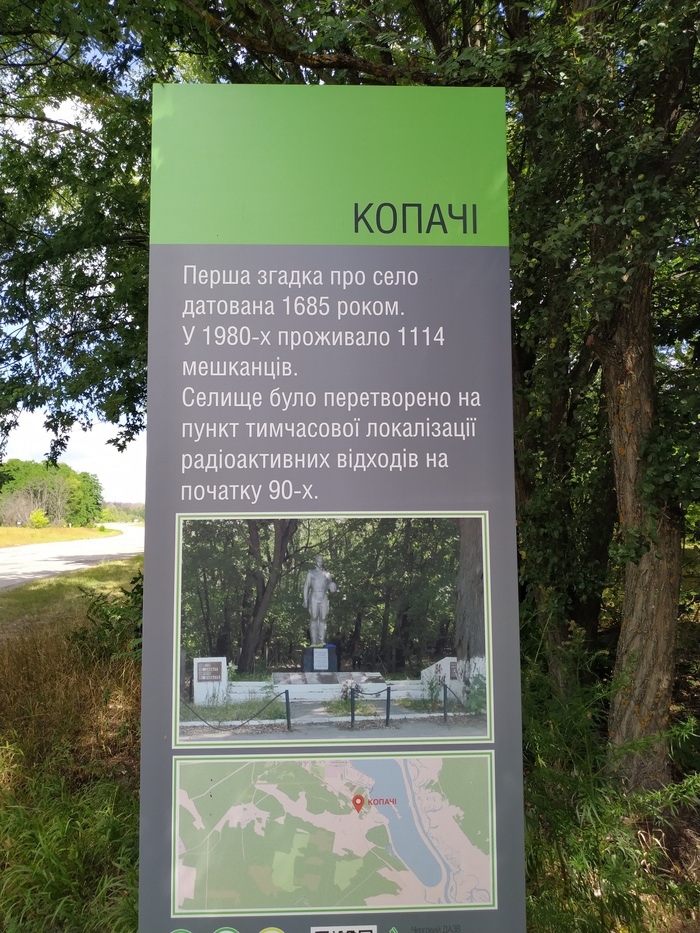 КОПАЧІ
Перша згадка про село
датована 1685 роком.
У 1980-х проживало 1114
мешканців.
Селище було перетворено на
пункт тимчасової локалізації
радіоактивних відходів на
початку 90-х.
КОПАЧІ